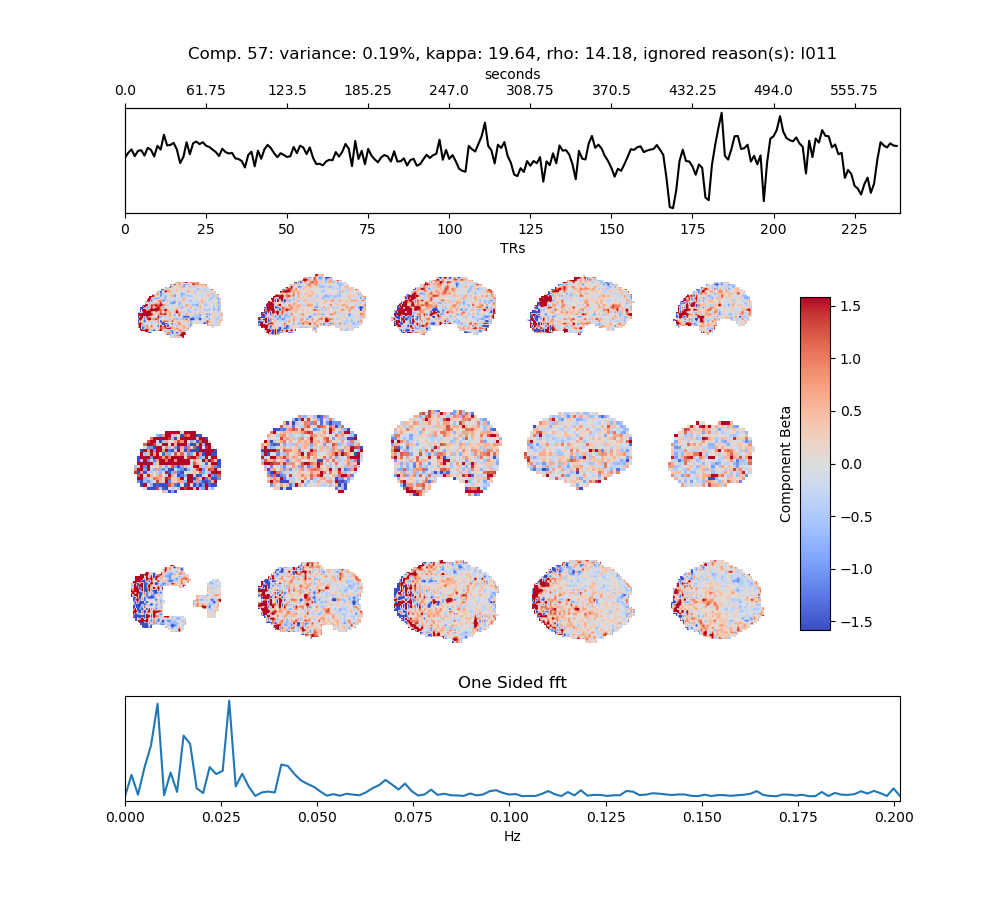 Comp. 57: variance: 0.19%, kappa: 19.64, rho: 14.18, ignored reason(s): I011
seconds
0.0 61.75 123.5 185.25 247.0 308.75 370.5 432.25 494.0 555.75
0 25 50 75 100 125 150 175 200 225
TRs
1.5
1.0
0.5
0.0
−0.5
−1.0
−1.5
Component Beta
One Sided fft
0.000 0.025 0.050 0.075 0.100 0.125 0.150 0.175 0.200
Hz